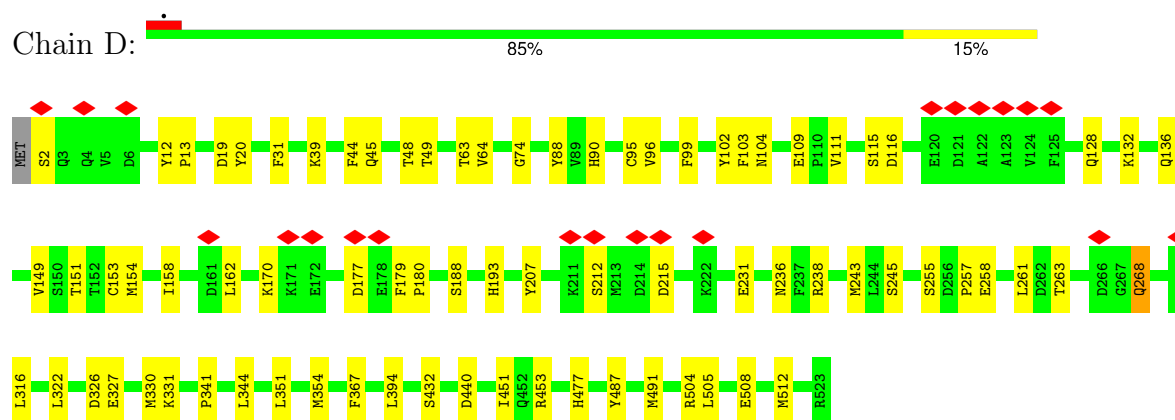 Chain D:
85% 15%
MET S2 Q3 Q4 V5 D6 Y12 P13 D19 Y20 F31 K39 F44 Q45 T48 T49 T63 V64 G74 Y88 V89 H90 C95 V96 F99 Y102 F103 N104 E109 P110 V111 S115 D116 E120 D121 A122 A123 V124 F125 Q128 K132 Q136
V149 S150 T151 T152 C153 M154 I158 D161 L162 K170 K171 E172 D177 E178 F179 P180 S188 H193 Y207 K211 S212 M213 D214 D215 K222 E231 N236 F237 R238 M243 L244 S245 S255 D256 P257 E258 L261 D262 T263 D266 G267 Q268
L316 L322 D326 E327 M330 K331 P341 L344 L351 M354 F367 L394 S432 D440 I451 Q452 R453 H477 Y487 M491 R504 L505 E508 M512 R523